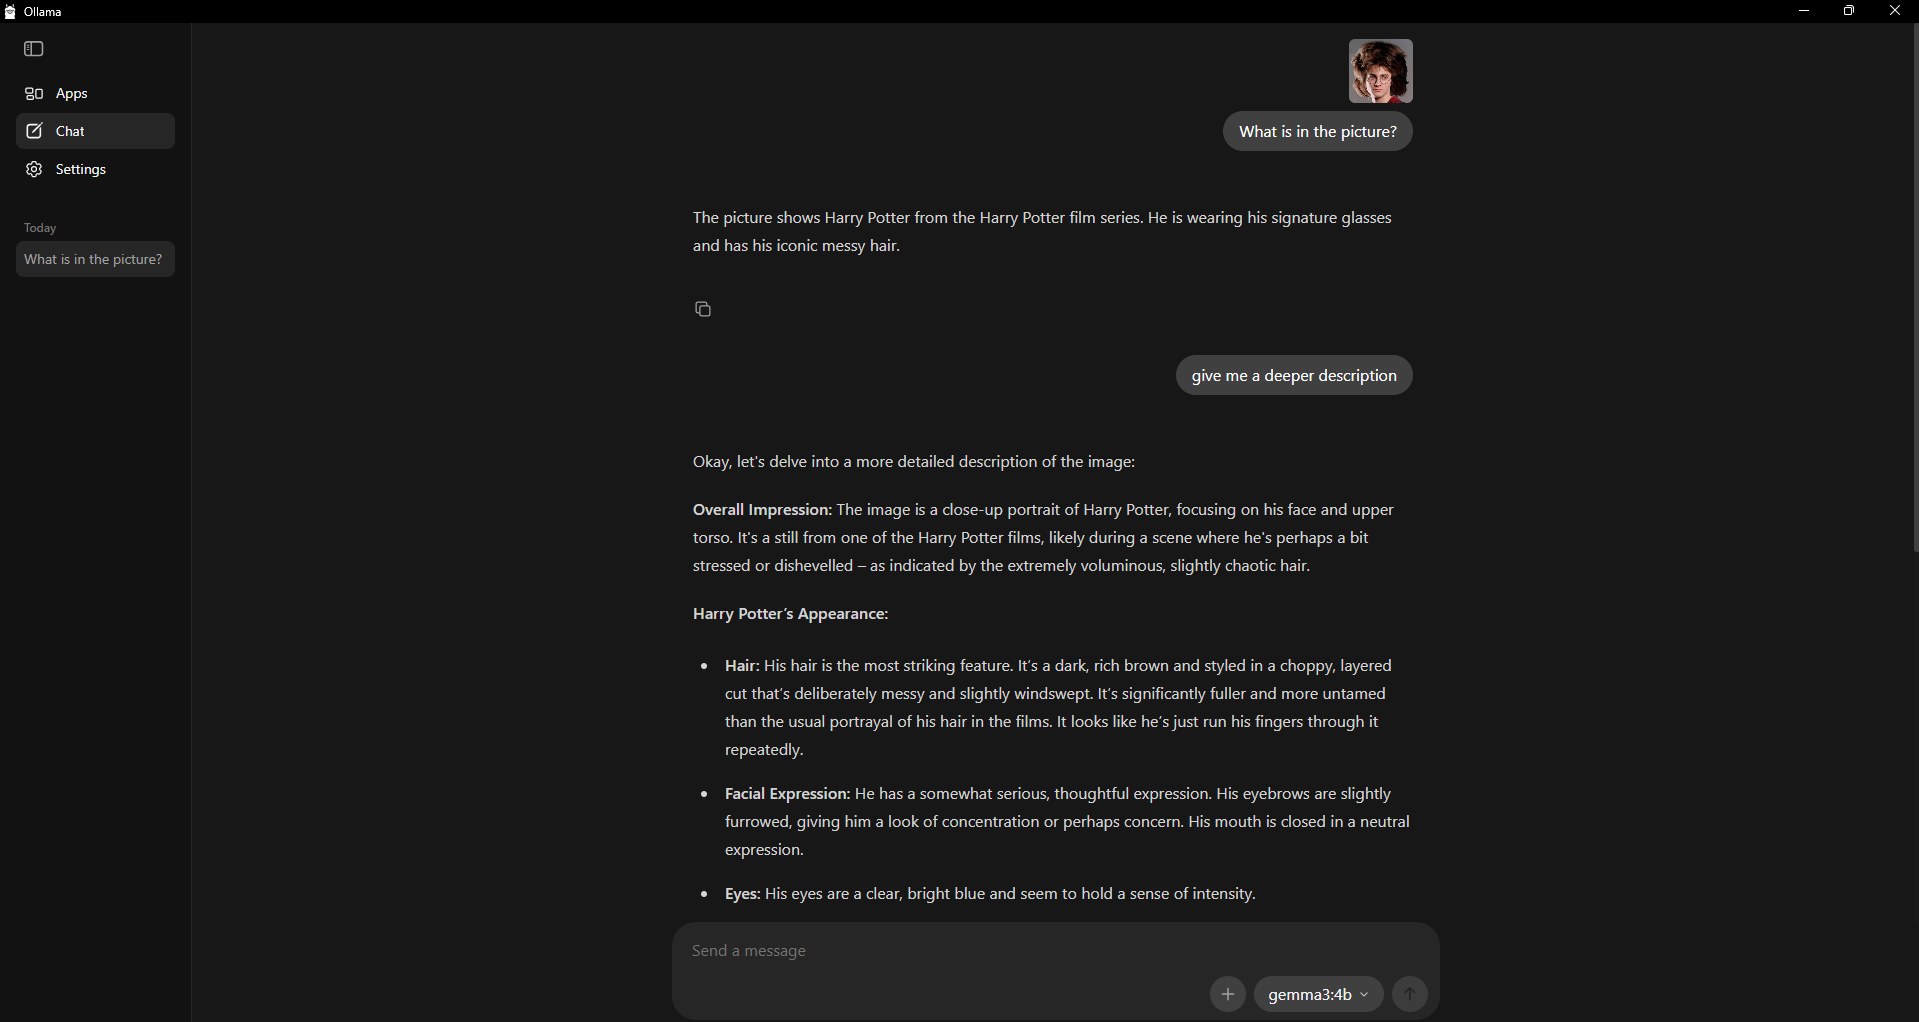 Ollama
Apps
Chat
Settings
Today
What is in the picture?
What is in the picture?
The picture shows Harry Potter from the Harry Potter film series. He is wearing his signature glasses
and has his iconic messy hair.
give me a deeper description
Okay, let's delve into a more detailed description of the image:
Overall Impression: The image is a close-up portrait of Harry Potter, focusing on his face and upper
torso. It's a still from one of the Harry Potter films, likely during a scene where he's perhaps a bit
stressed or dishevelled – as indicated by the extremely voluminous, slightly chaotic hair.
Harry Potter's Appearance:
• Hair: His hair is the most striking feature. It's a dark, rich brown and styled in a choppy, layered
cut that's deliberately messy and slightly windswept. It's significantly fuller and more untamed
than the usual portrayal of his hair in the films. It looks like he's just run his fingers through it
repeatedly.
• Facial Expression: He has a somewhat serious, thoughtful expression. His eyebrows are slightly
furrowed, giving him a look of concentration or perhaps concern. His mouth is closed in a neutral
expression.
• Eyes: His eyes are a clear, bright blue and seem to hold a sense of intensity.
Send a message
gemma3:4b